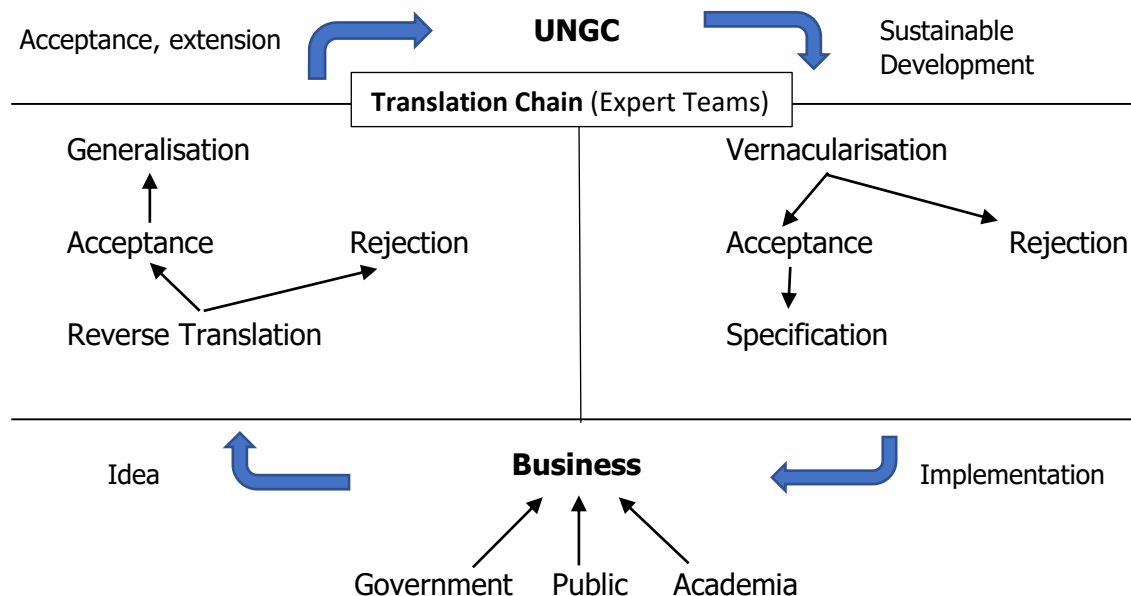 Acceptance, extension
UNGC
Sustainable
Development
Translation Chain (Expert Teams)
Generalisation
Vernacularisation
Acceptance
Rejection
Acceptance
Rejection
Reverse Translation
Specification
Idea
Business
Implementation
Government
Public
Academia